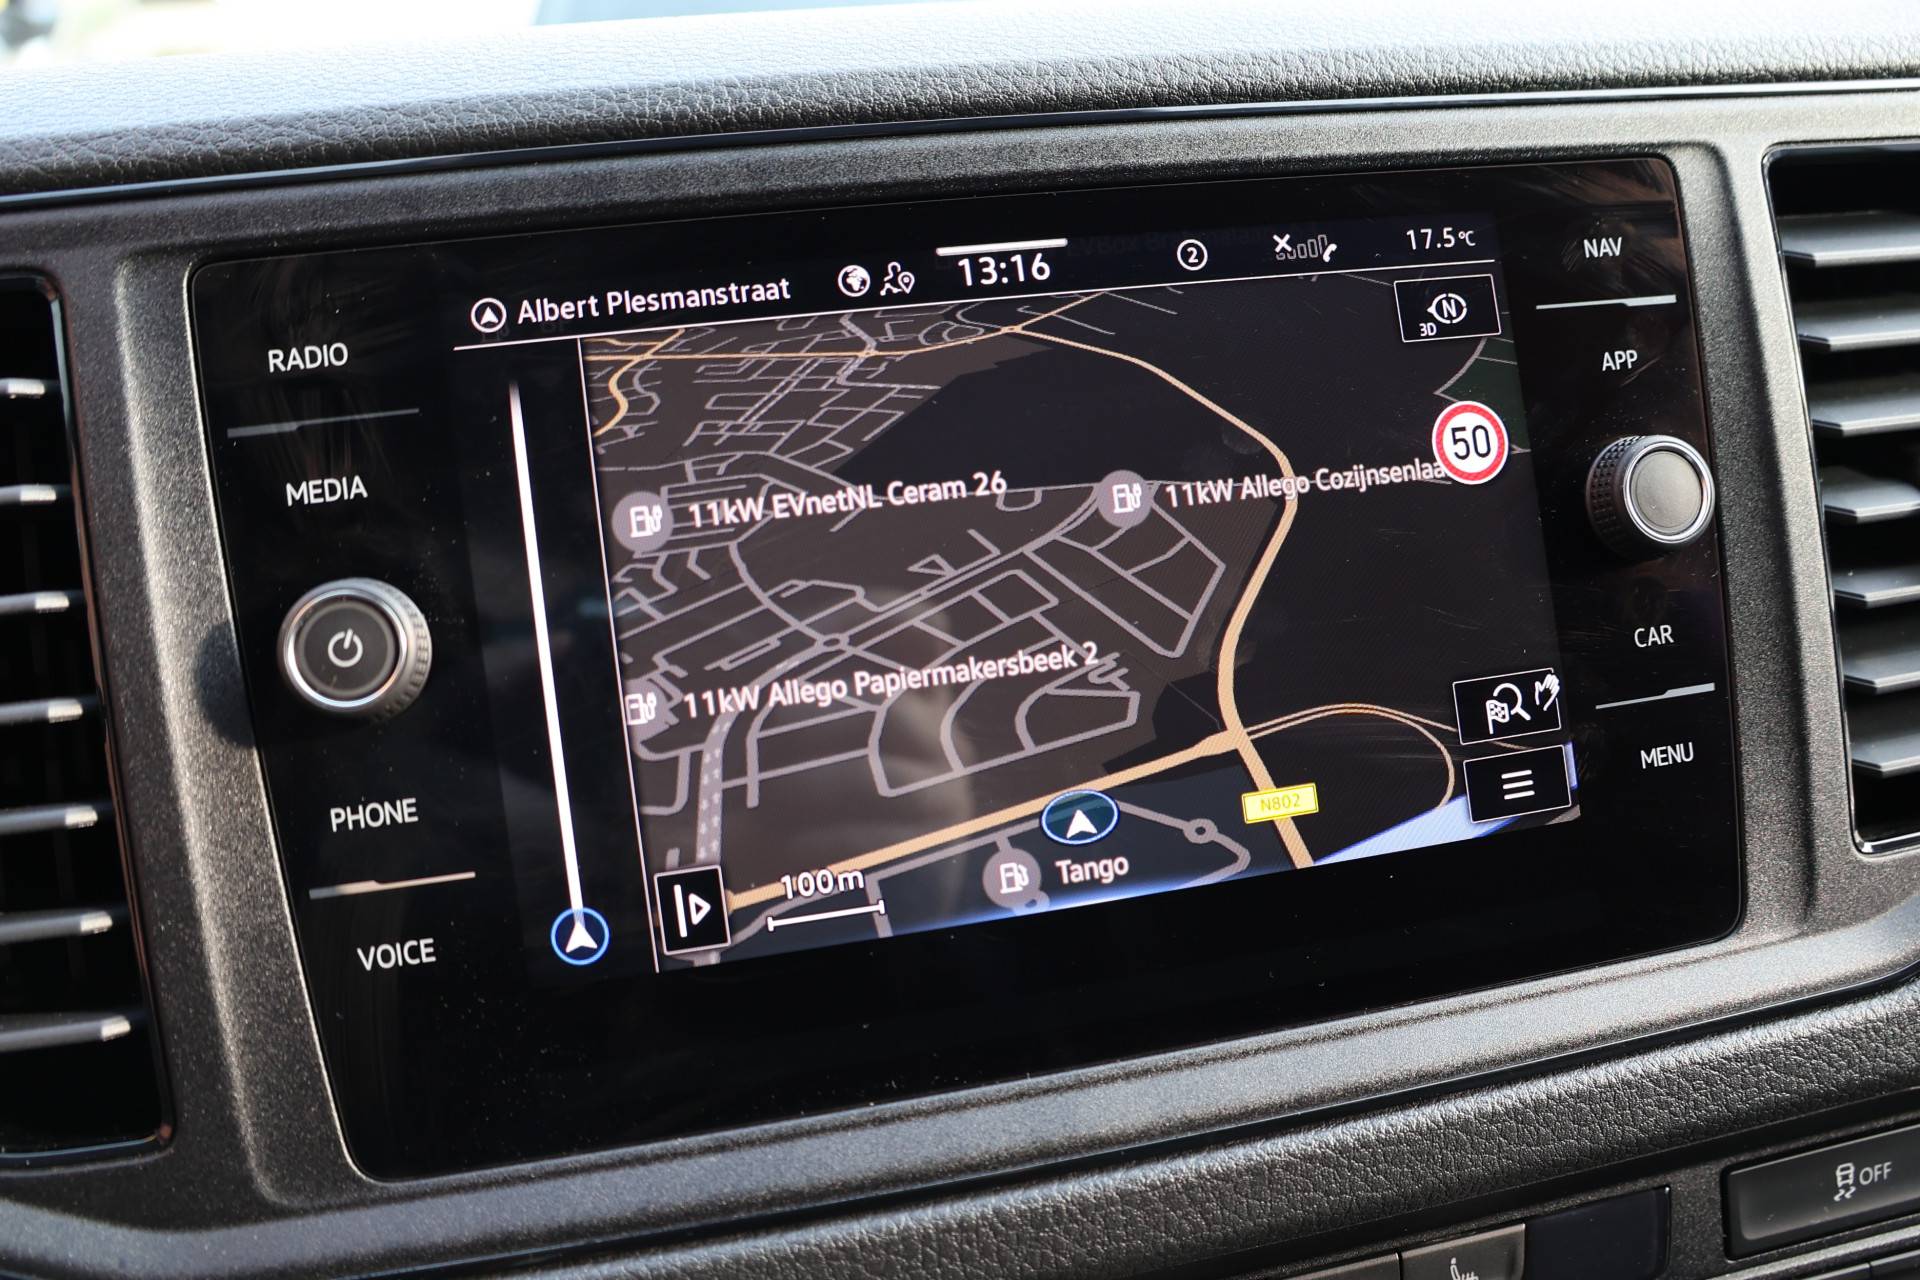 Albert Plesmanstraat
13:16
2
17.5°C
NAV
3D
N
RADIO
APP
50
MEDIA
11kW EVnetNL Ceram 26
11kW Allego Cozijnsenlaa
CAR
11kW Allego Papiermakersbeek 2
MENU
N802
PHONE
Tango
100m
VOICE
OFF